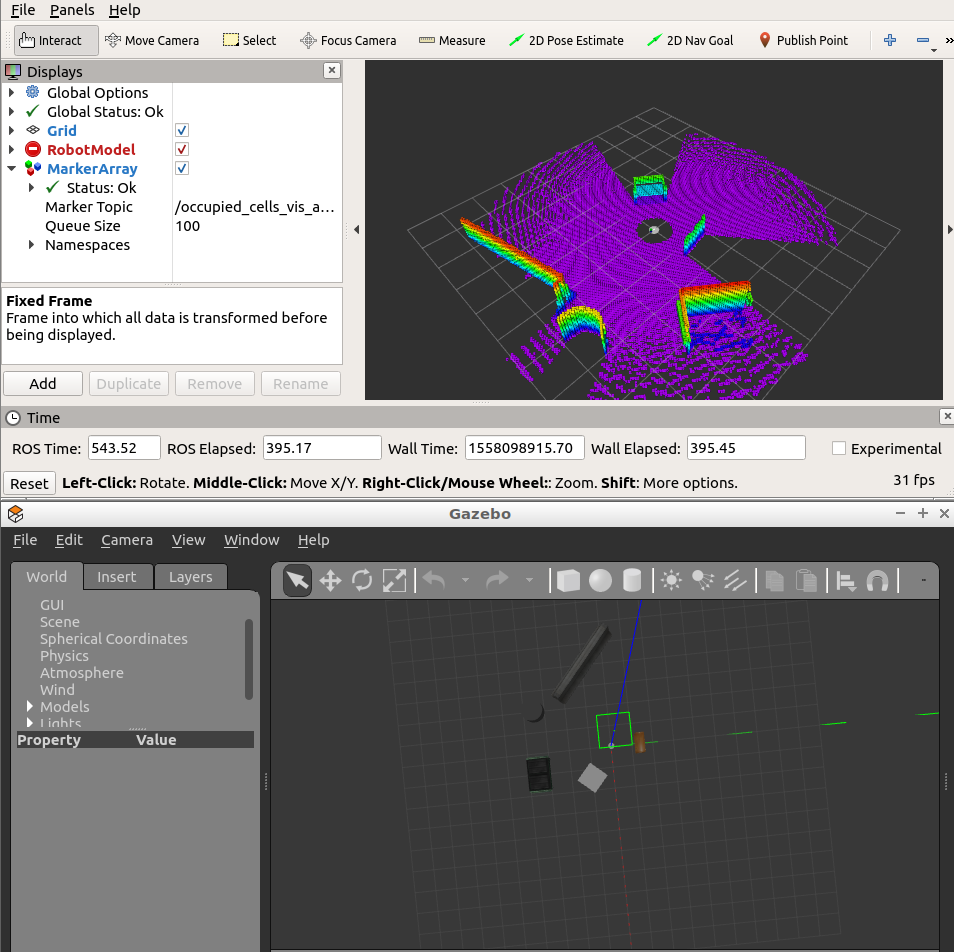 File Panels Help
Interact Move Camera Select Focus Camera Measure 2D Pose Estimate 2D Nav Goal Publish Point
Displays
Global Options
Global Status: Ok
Grid
RobotModel
MarkerArray
Status: Ok
Marker Topic /occupied_cells_vis_a...
Queue Size 100
Namespaces
Fixed Frame
Frame into which all data is transformed before
being displayed.
Add Duplicate Remove Rename
Time
ROS Time: 543.52 ROS Elapsed: 395.17 Wall Time: 1558098915.70 Wall Elapsed: 395.45 Experimental
Reset Left-Click: Rotate. Middle-Click: Move X/Y. Right-Click/Mouse Wheel:: Zoom. Shift: More options. 31 fps
Gazebo
File Edit Camera View Window Help
World Insert Layers
GUI
Scene
Spherical Coordinates
Physics
Atmosphere
Wind
Models
Lights
Property Value